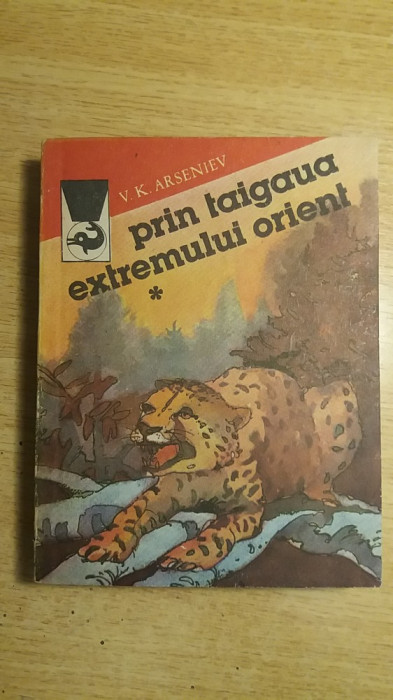 V. K. ARSENIEV
prin taigaua
extremului orient
*